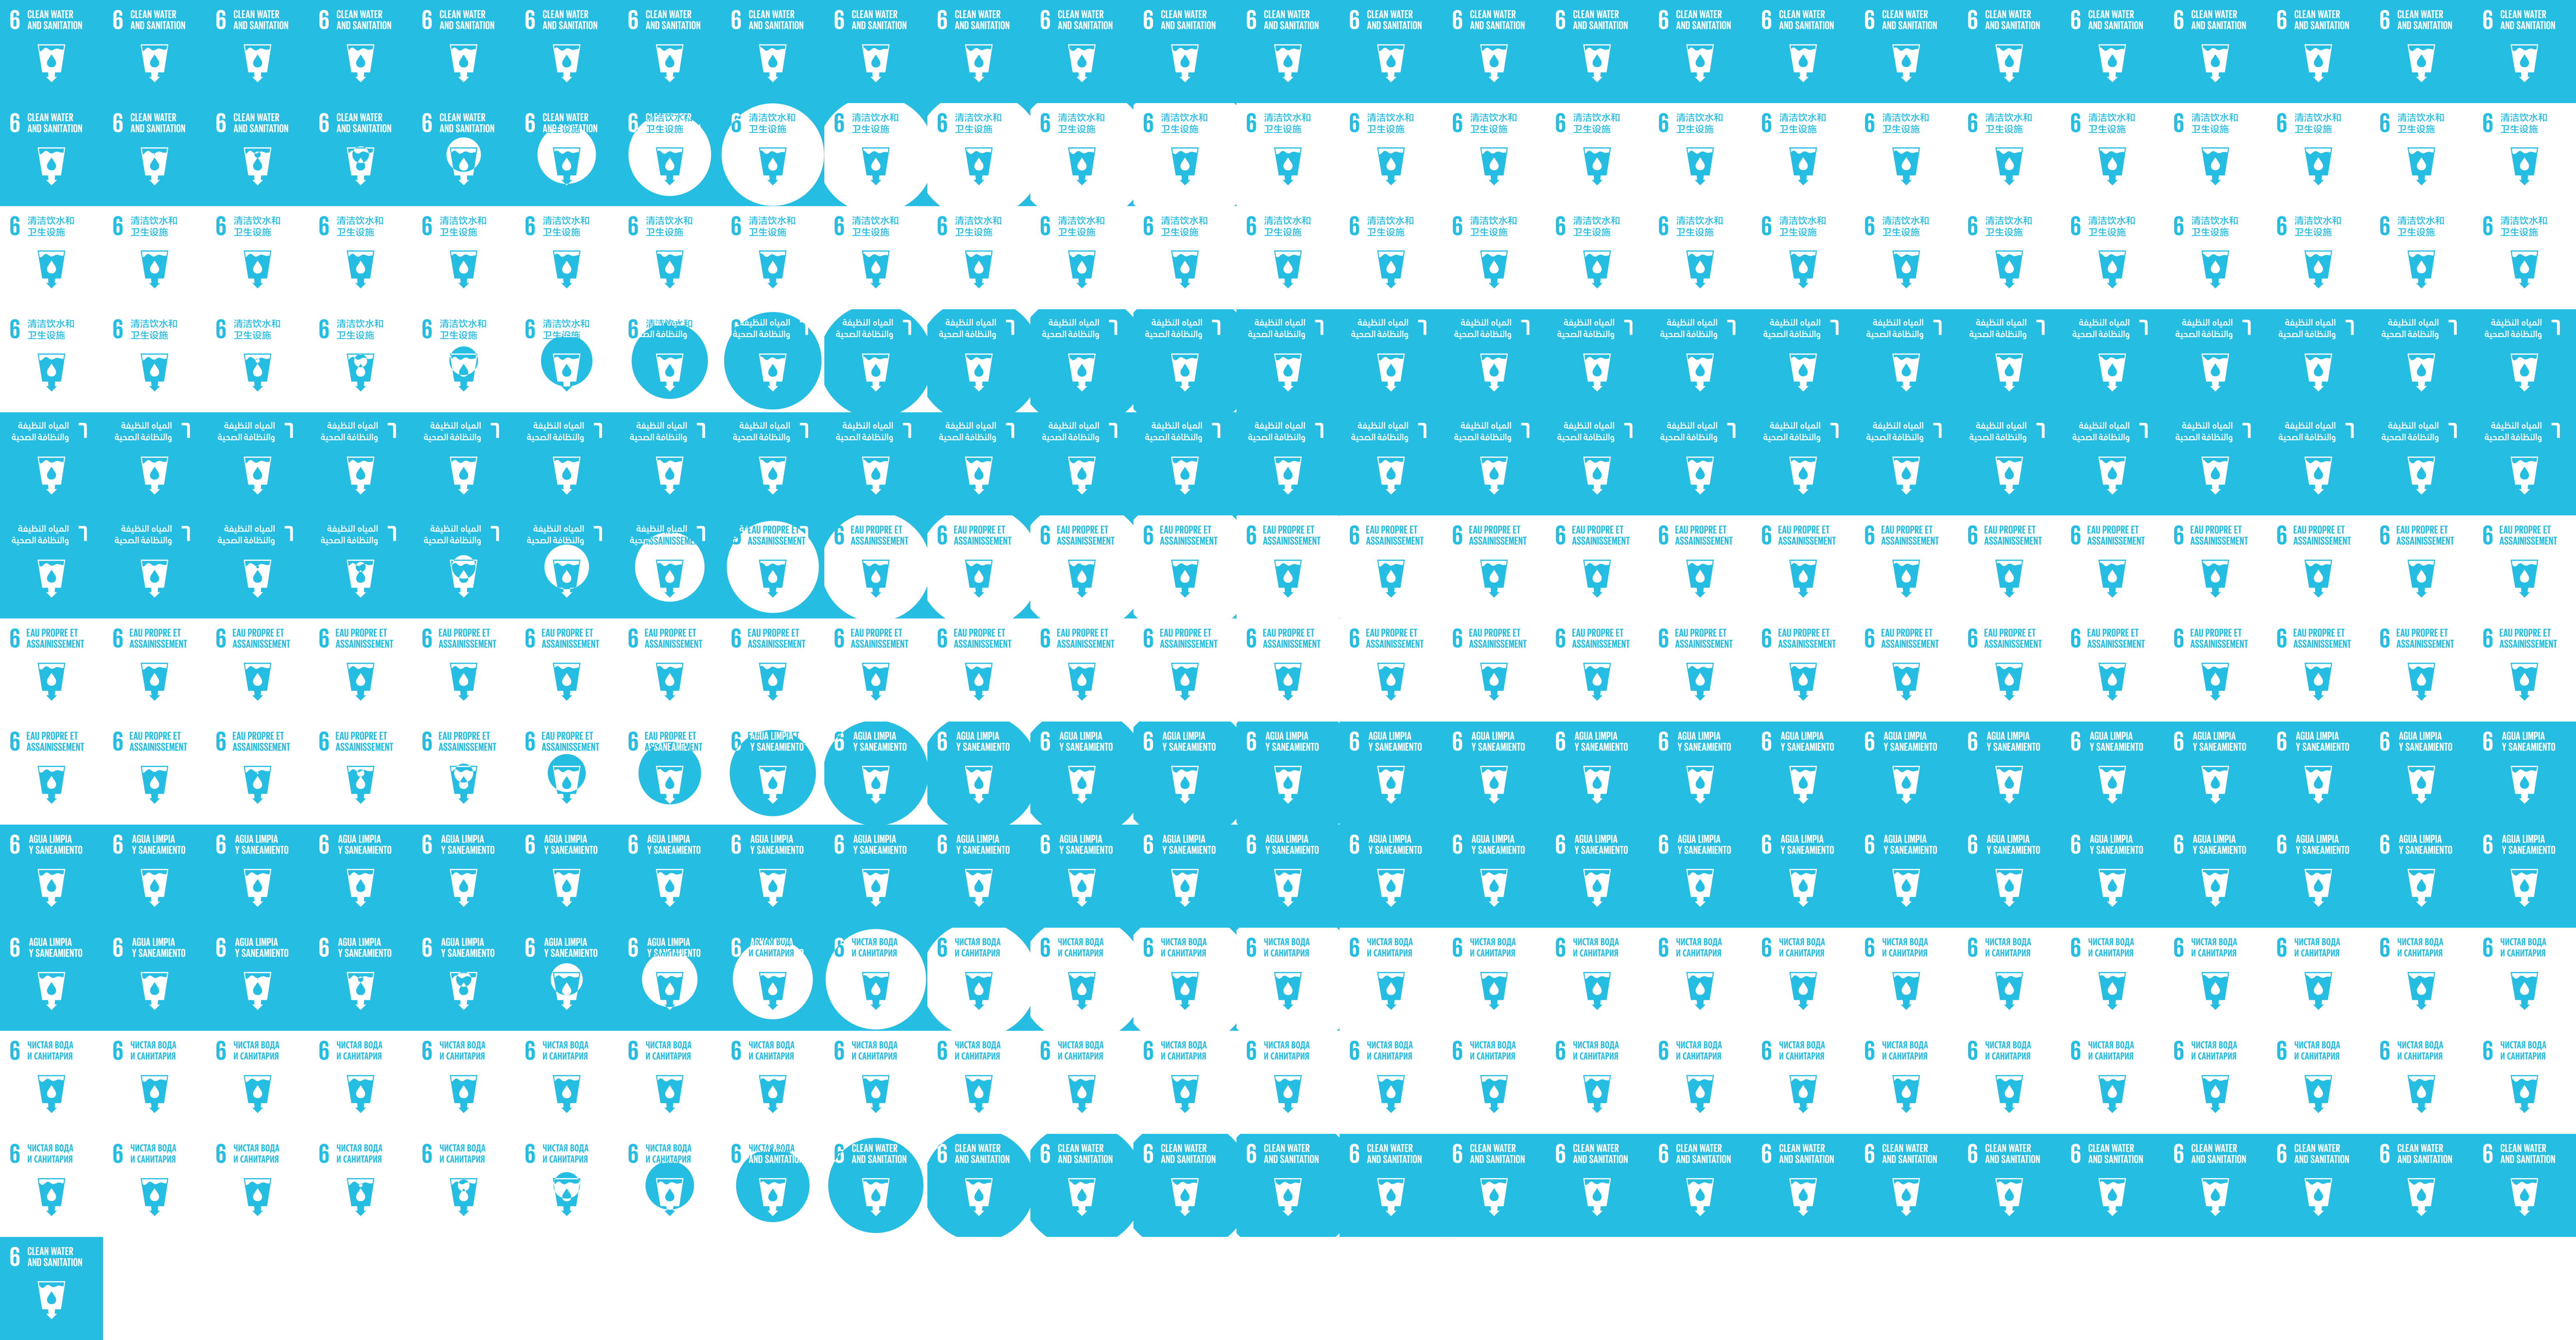 6 CLEAN WATER
AND SANITATION
6 清洁饮水和
卫生设施
٦ المياه النظيفة
والنظافة الصحية
6 EAU PROPRE ET
ASSAINISSEMENT
6 AGUA LIMPIA
Y SANEAMIENTO
6 ЧИСТАЯ ВОДА
И САНИТАРИЯ
6 CLEAN WATER
AND SANITATION